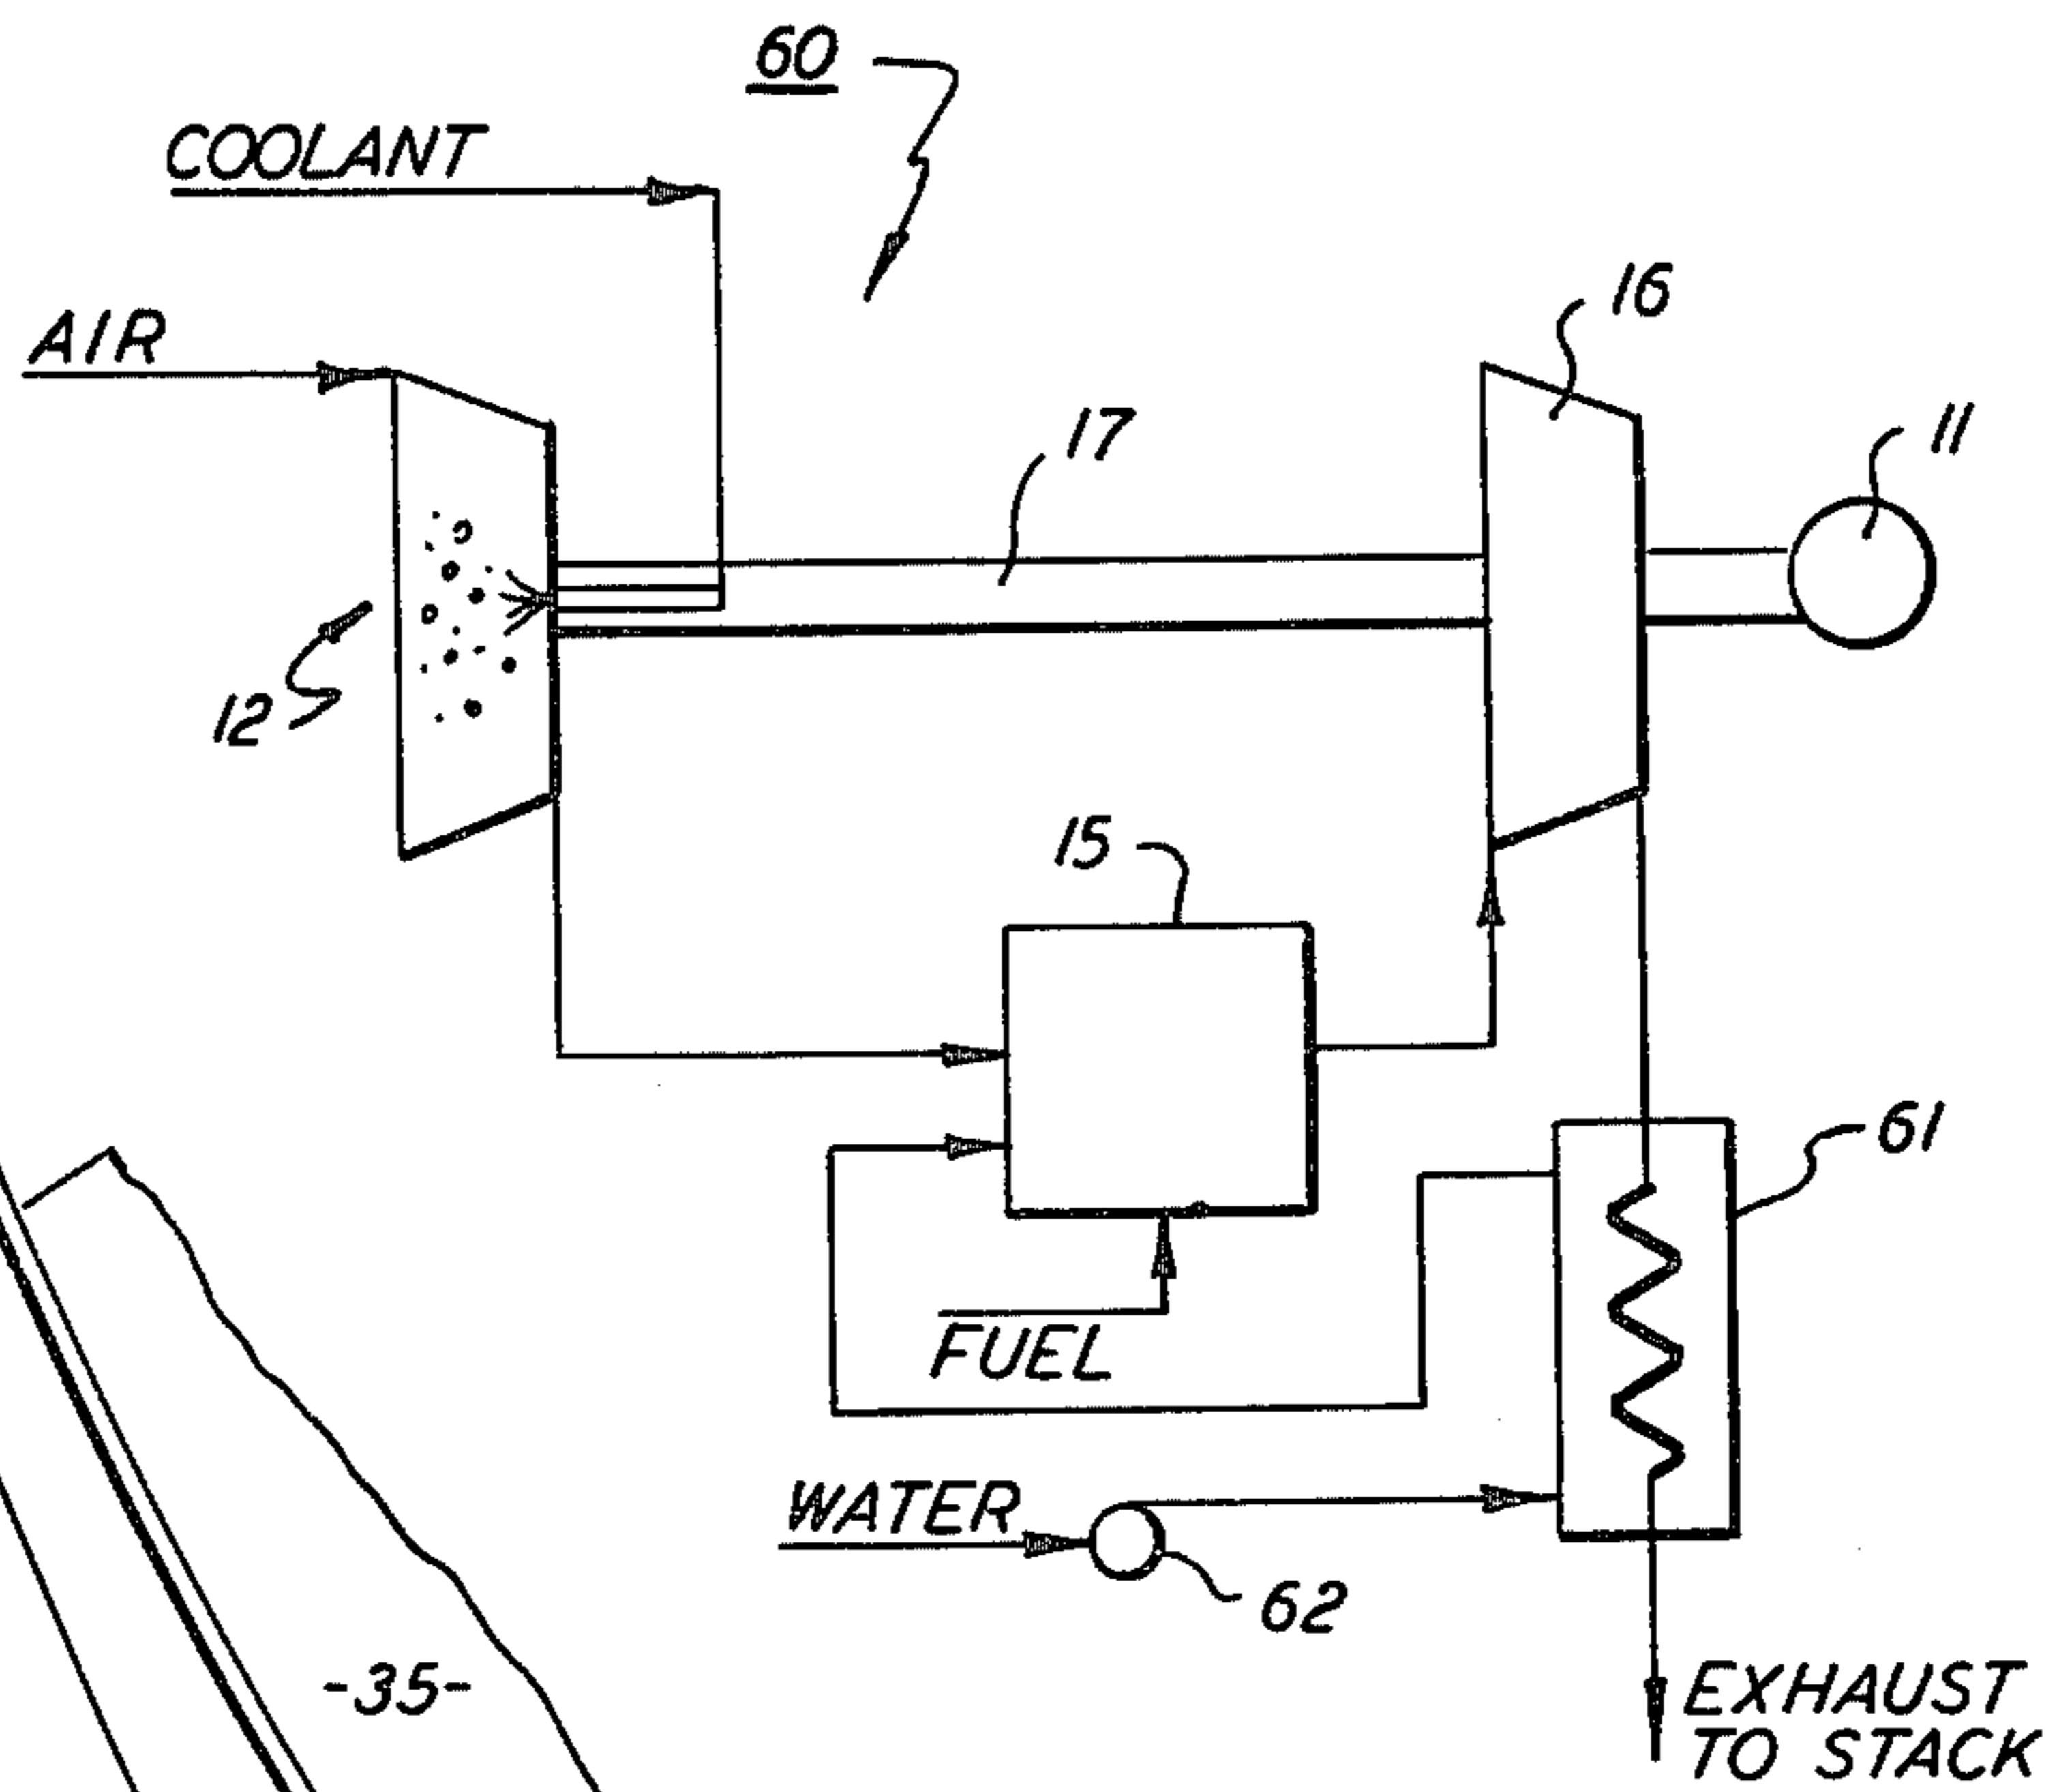 60
COOLANT
16
AIR
17
11
12
15
61
FUEL
WATER
62
-35-
EXHAUST
TO STACK